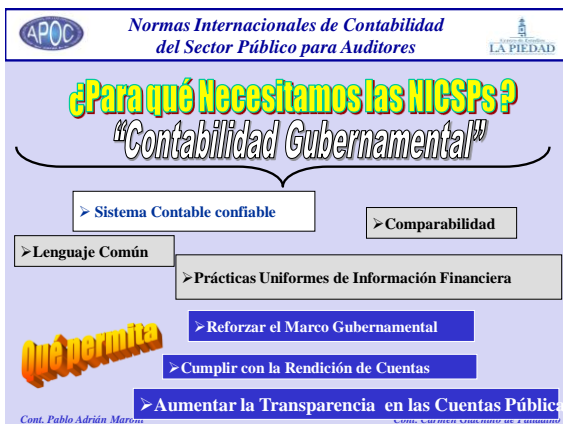 APOC
Normas Internacionales de Contabilidad
del Sector Público para Auditores
LA PIEDAD
¿Para qué Necesitamos las NICSPs ?
“Contabilidad Gubernamental”
➢ Sistema Contable confiable
➢Comparabilidad
➢Lenguaje Común
➢Prácticas Uniformes de Información Financiera
Qué permita
➢Reforzar el Marco Gubernamental
➢Cumplir con la Rendición de Cuentas
➢Aumentar la Transparencia en las Cuentas Pública
Cont. Pablo Adrián Maroni